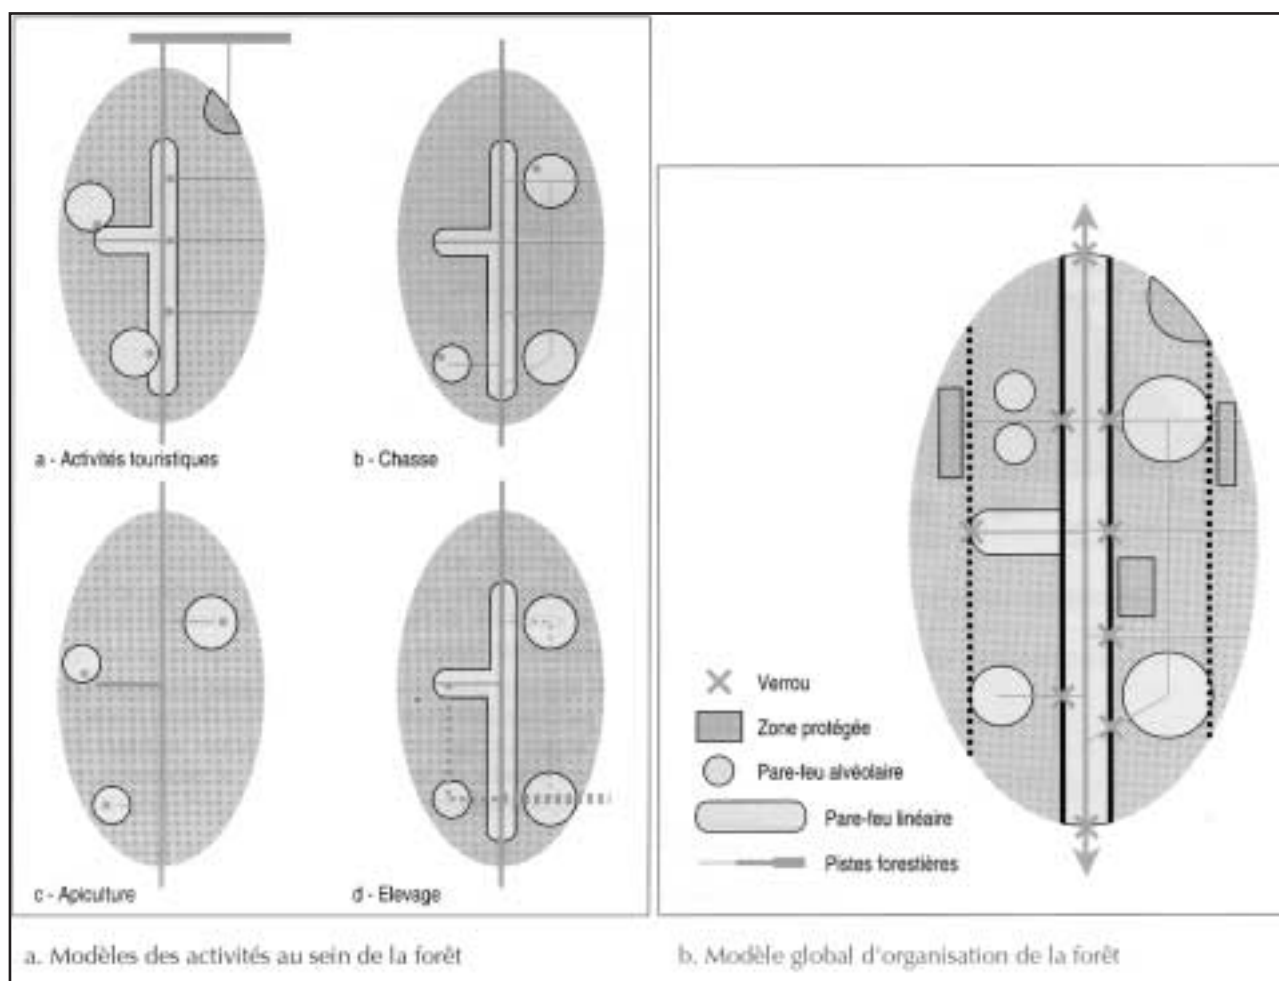 a - Activités touristiques
b - Chasse
c - Apiculture
d - Elevage
a. Modèles des activités au sein de la forêt
Verrou
Zone protégée
Pare-feu alvéolaire
Pare-feu linéaire
Pistes forestières
b. Modèle global d'organisation de la forêt